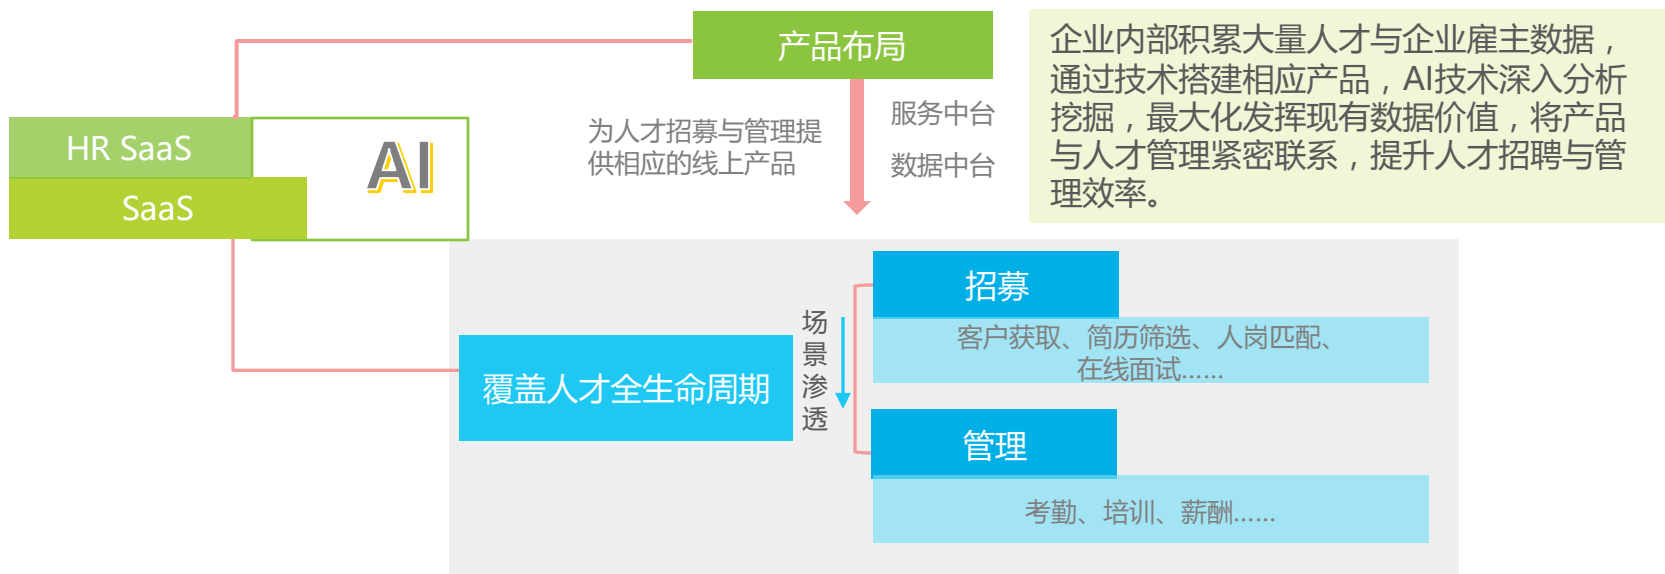 产品布局
企业内部积累大量人才与企业雇主数据，
通过技术搭建相应产品，AI技术深入分析
挖掘，最大化发挥现有数据价值，将产品
与人才管理紧密联系，提升人才招聘与管
理效率。
HR SaaS
SaaS
AI
为人才招募与管理提
供相应的线上产品
服务中台
数据中台
覆盖人才全生命周期
场
景
渗
透
招募
客户获取、简历筛选、人岗匹配、
在线面试……
管理
考勤、培训、薪酬……